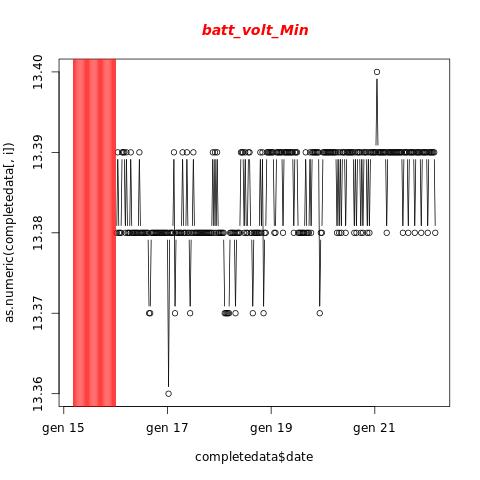 batt_volt_Min
as.numeric(completedata[, i])
13.40
13.39
13.38
13.37
13.36
gen 15
gen 17
gen 19
gen 21
completedata$date